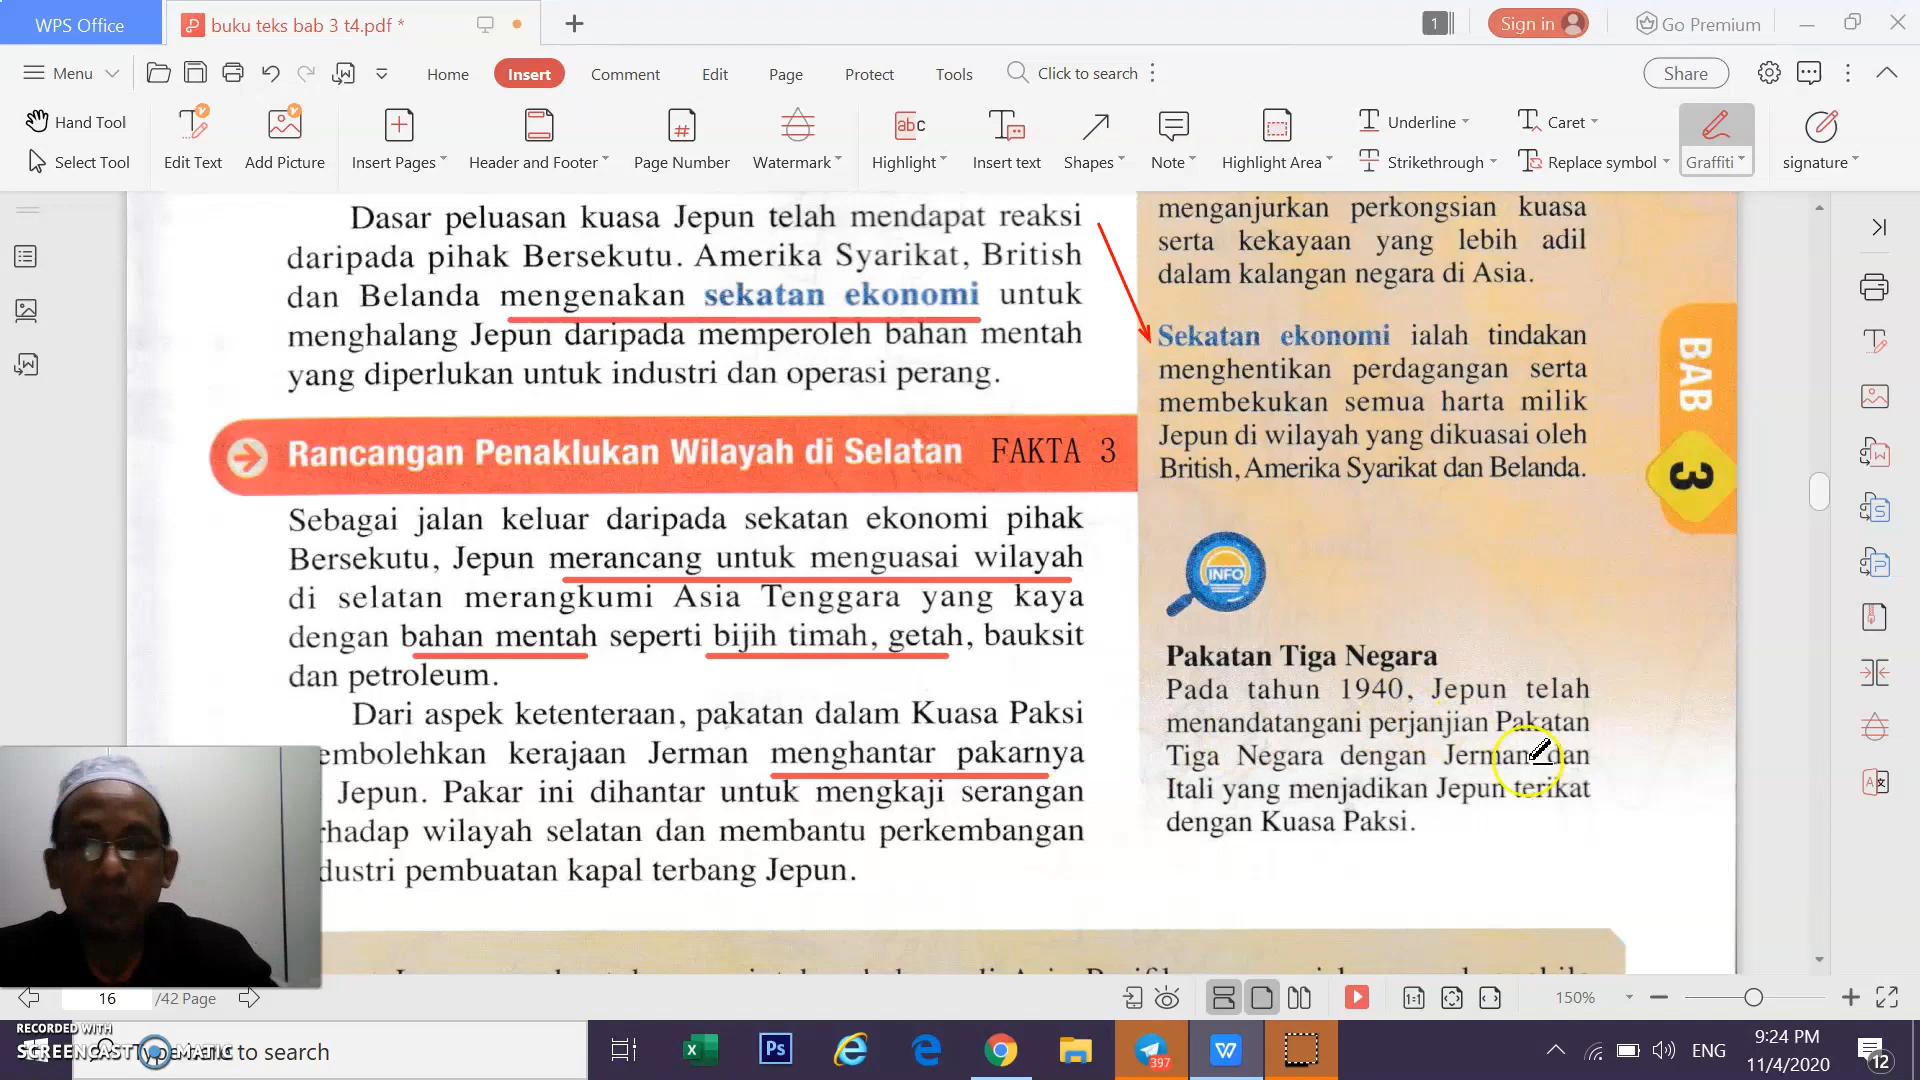 WPS Office
buku teks bab 3 t4.pdf *
1
Sign in
Go Premium
Menu
Home
Insert
Comment
Edit
Page
Protect
Tools
Click to search
Share
Hand Tool
Select Tool
Edit Text
Add Picture
Insert Pages
Header and Footer
Page Number
Watermark
Highlight
Insert text
Shapes
Note
Highlight Area
Underline
Strikethrough
Caret
Replace symbol
Graffiti
signature
Dasar peluasan kuasa Jepun telah mendapat reaksi
daripada pihak Bersekutu. Amerika Syarikat, British
dan Belanda mengenakan sekatan ekonomi untuk
menghalang Jepun daripada memperoleh bahan mentah
yang diperlukan untuk industri dan operasi perang.
Rancangan Penaklukan Wilayah di Selatan FAKTA 3
Sebagai jalan keluar daripada sekatan ekonomi pihak
Bersekutu, Jepun merancang untuk menguasai wilayah
di selatan merangkumi Asia Tenggara yang kaya
dengan bahan mentah seperti bijih timah, getah, bauksit
dan petroleum.
Dari aspek ketenteraan, pakatan dalam Kuasa Paksi
embolehkan kerajaan Jerman menghantar pakarnya
Jepun. Pakar ini dihantar untuk mengkaji serangan
rhadap wilayah selatan dan membantu perkembangan
dustri pembuatan kapal terbang Jepun.
menganjurkan perkongsian kuasa
serta kekayaan yang lebih adil
dalam kalangan negara di Asia.
Sekatan ekonomi ialah tindakan
menghentikan perdagangan serta
membekukan semua harta milik
Jepun di wilayah yang dikuasai oleh
British, Amerika Syarikat dan Belanda.
INFO
Pakatan Tiga Negara
Pada tahun 1940, Jepun telah
menandatangani perjanjian Pakatan
Tiga Negara dengan Jerman dan
Itali yang menjadikan Jepun terikat
dengan Kuasa Paksi.
BAB
3
16 /42 Page
150%
RECORDED WITH
SCREENCAST MATIC
Type here to search
397
ENG
9:24 PM
11/4/2020
12